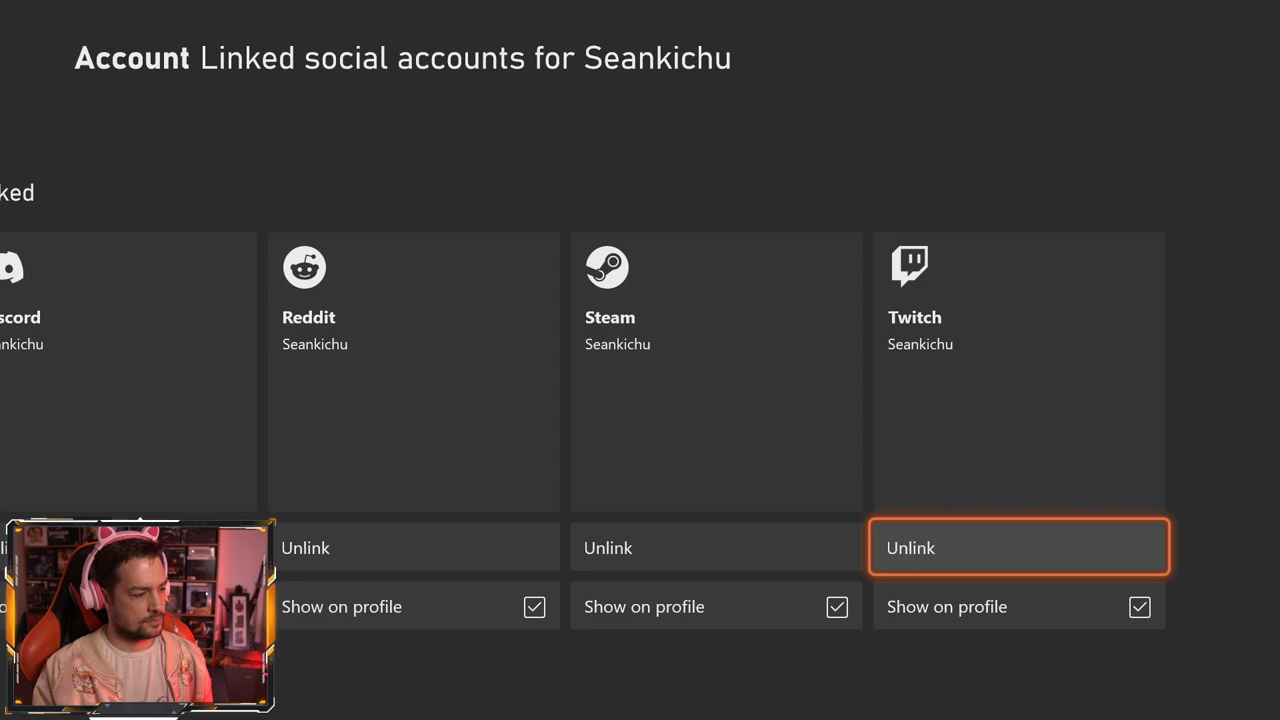 Account Linked social accounts for Seankichu
ked
scord
nkichu
Reddit
Seankichu
Steam
Seankichu
Twitch
Seankichu
Unlink
Unlink
Unlink
Show on profile
Show on profile
Show on profile